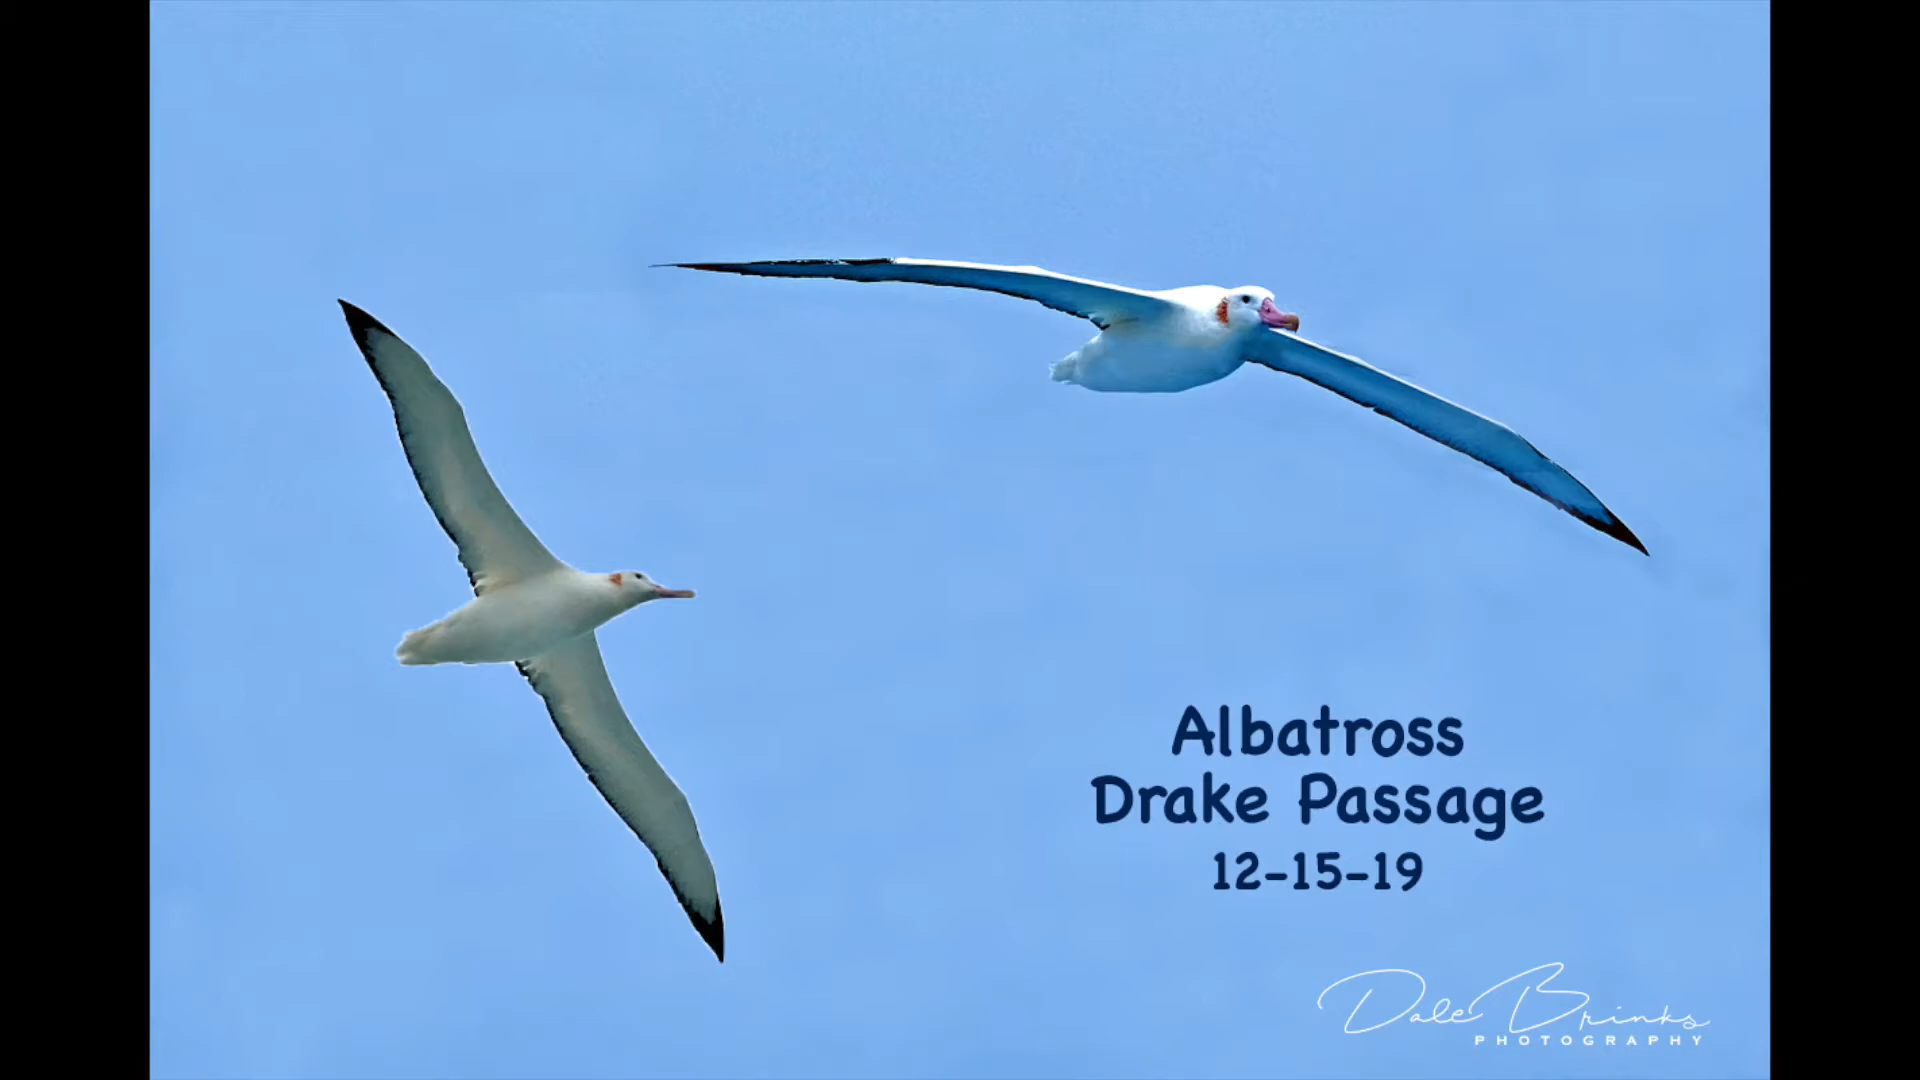 Albatross
Drake Passage
12-15-19
Dale Brinks
PHOTOGRAPHY